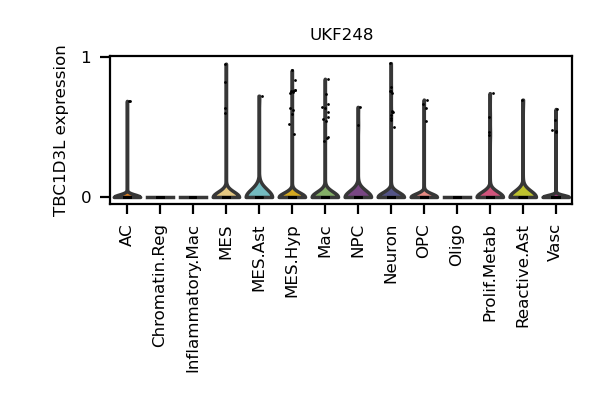 UKF248
TBC1D3L expression
1
0
AC
Chromatin.Reg
Inflammatory.Mac
MES
MES.Ast
MES.Hyp
Mac
NPC
Neuron
OPC
Oligo
Prolif.Metab
Reactive.Ast
Vasc